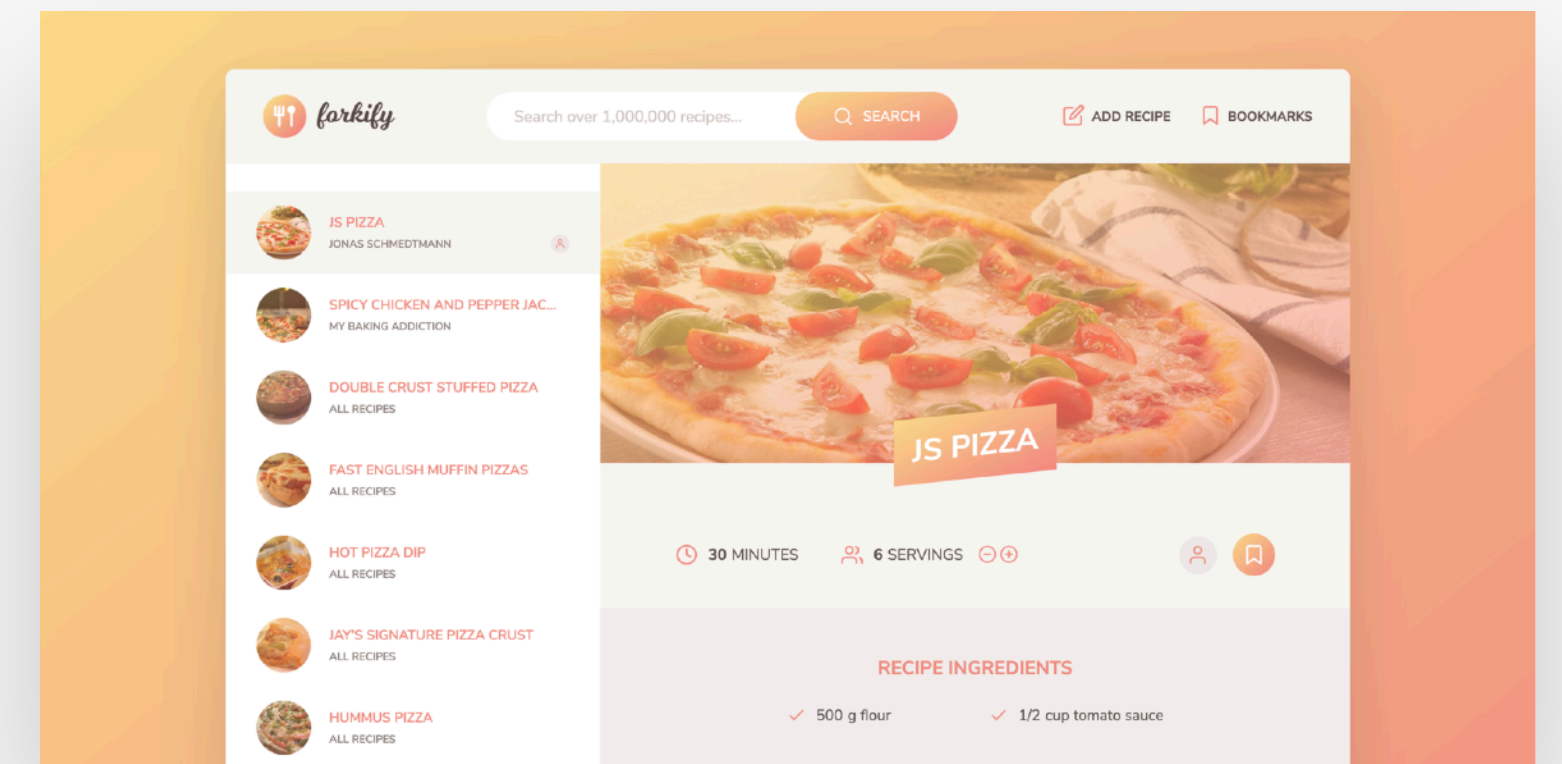 forkify
Search over 1,000,000 recipes...
SEARCH
ADD RECIPE
BOOKMARKS
JS PIZZA
JONAS SCHMEDTMANN
SPICY CHICKEN AND PEPPER JAC...
MY BAKING ADDICTION
DOUBLE CRUST STUFFED PIZZA
ALL RECIPES
FAST ENGLISH MUFFIN PIZZAS
ALL RECIPES
HOT PIZZA DIP
ALL RECIPES
JAY'S SIGNATURE PIZZA CRUST
ALL RECIPES
HUMMUS PIZZA
ALL RECIPES
JS PIZZA
30 MINUTES
6 SERVINGS
RECIPE INGREDIENTS
500 g flour
1/2 cup tomato sauce